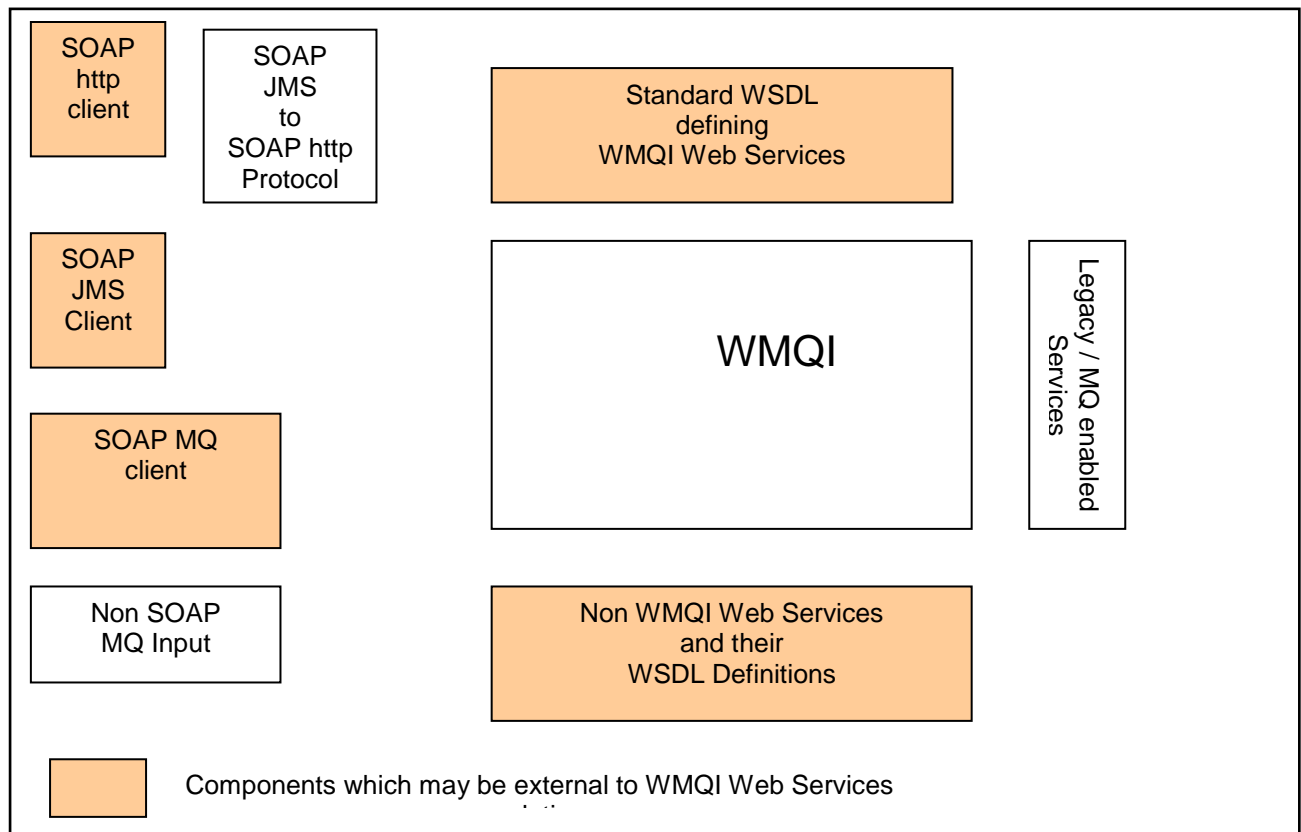 SOAP
http
client
SOAP
JMS
to
SOAP http
Protocol
Standard WSDL
defining
WMQI Web Services
SOAP
JMS
Client
WMQI
Legacy / MQ enabled
Services
SOAP MQ
client
Non SOAP
MQ Input
Non WMQI Web Services
and their
WSDL Definitions
Components which may be external to WMQI Web Services